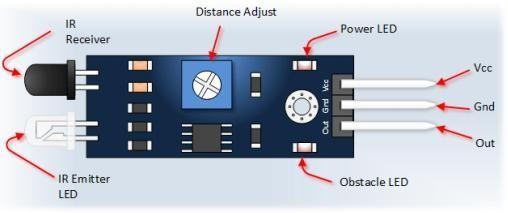 Distance Adjust
IR
Receiver
Power LED
Vcc
Gnd
Out
Vcc
Gnd
Out
IR Emitter
LED
Obstacle LED